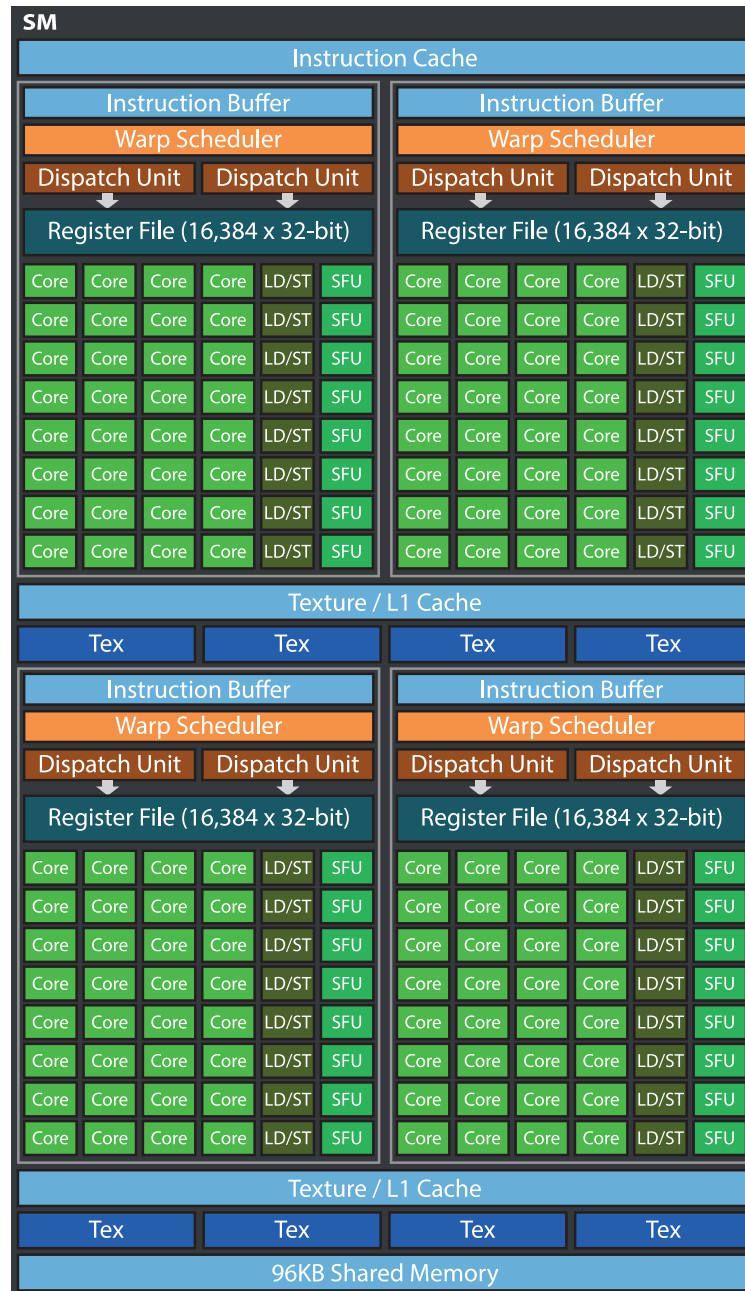 SM
Instruction Cache
Instruction Buffer Instruction Buffer
Warp Scheduler Warp Scheduler
Dispatch Unit Dispatch Unit Dispatch Unit Dispatch Unit
Register File (16,384 x 32-bit) Register File (16,384 x 32-bit)
Core Core Core Core LD/ST SFU Core Core Core Core LD/ST SFU
Core Core Core Core LD/ST SFU Core Core Core Core LD/ST SFU
Core Core Core Core LD/ST SFU Core Core Core Core LD/ST SFU
Core Core Core Core LD/ST SFU Core Core Core Core LD/ST SFU
Core Core Core Core LD/ST SFU Core Core Core Core LD/ST SFU
Core Core Core Core LD/ST SFU Core Core Core Core LD/ST SFU
Core Core Core Core LD/ST SFU Core Core Core Core LD/ST SFU
Core Core Core Core LD/ST SFU Core Core Core Core LD/ST SFU
Texture / L1 Cache
Tex Tex Tex Tex
Instruction Buffer Instruction Buffer
Warp Scheduler Warp Scheduler
Dispatch Unit Dispatch Unit Dispatch Unit Dispatch Unit
Register File (16,384 x 32-bit) Register File (16,384 x 32-bit)
Core Core Core Core LD/ST SFU Core Core Core Core LD/ST SFU
Core Core Core Core LD/ST SFU Core Core Core Core LD/ST SFU
Core Core Core Core LD/ST SFU Core Core Core Core LD/ST SFU
Core Core Core Core LD/ST SFU Core Core Core Core LD/ST SFU
Core Core Core Core LD/ST SFU Core Core Core Core LD/ST SFU
Core Core Core Core LD/ST SFU Core Core Core Core LD/ST SFU
Core Core Core Core LD/ST SFU Core Core Core Core LD/ST SFU
Core Core Core Core LD/ST SFU Core Core Core Core LD/ST SFU
Texture / L1 Cache
Tex Tex Tex Tex
96KB Shared Memory